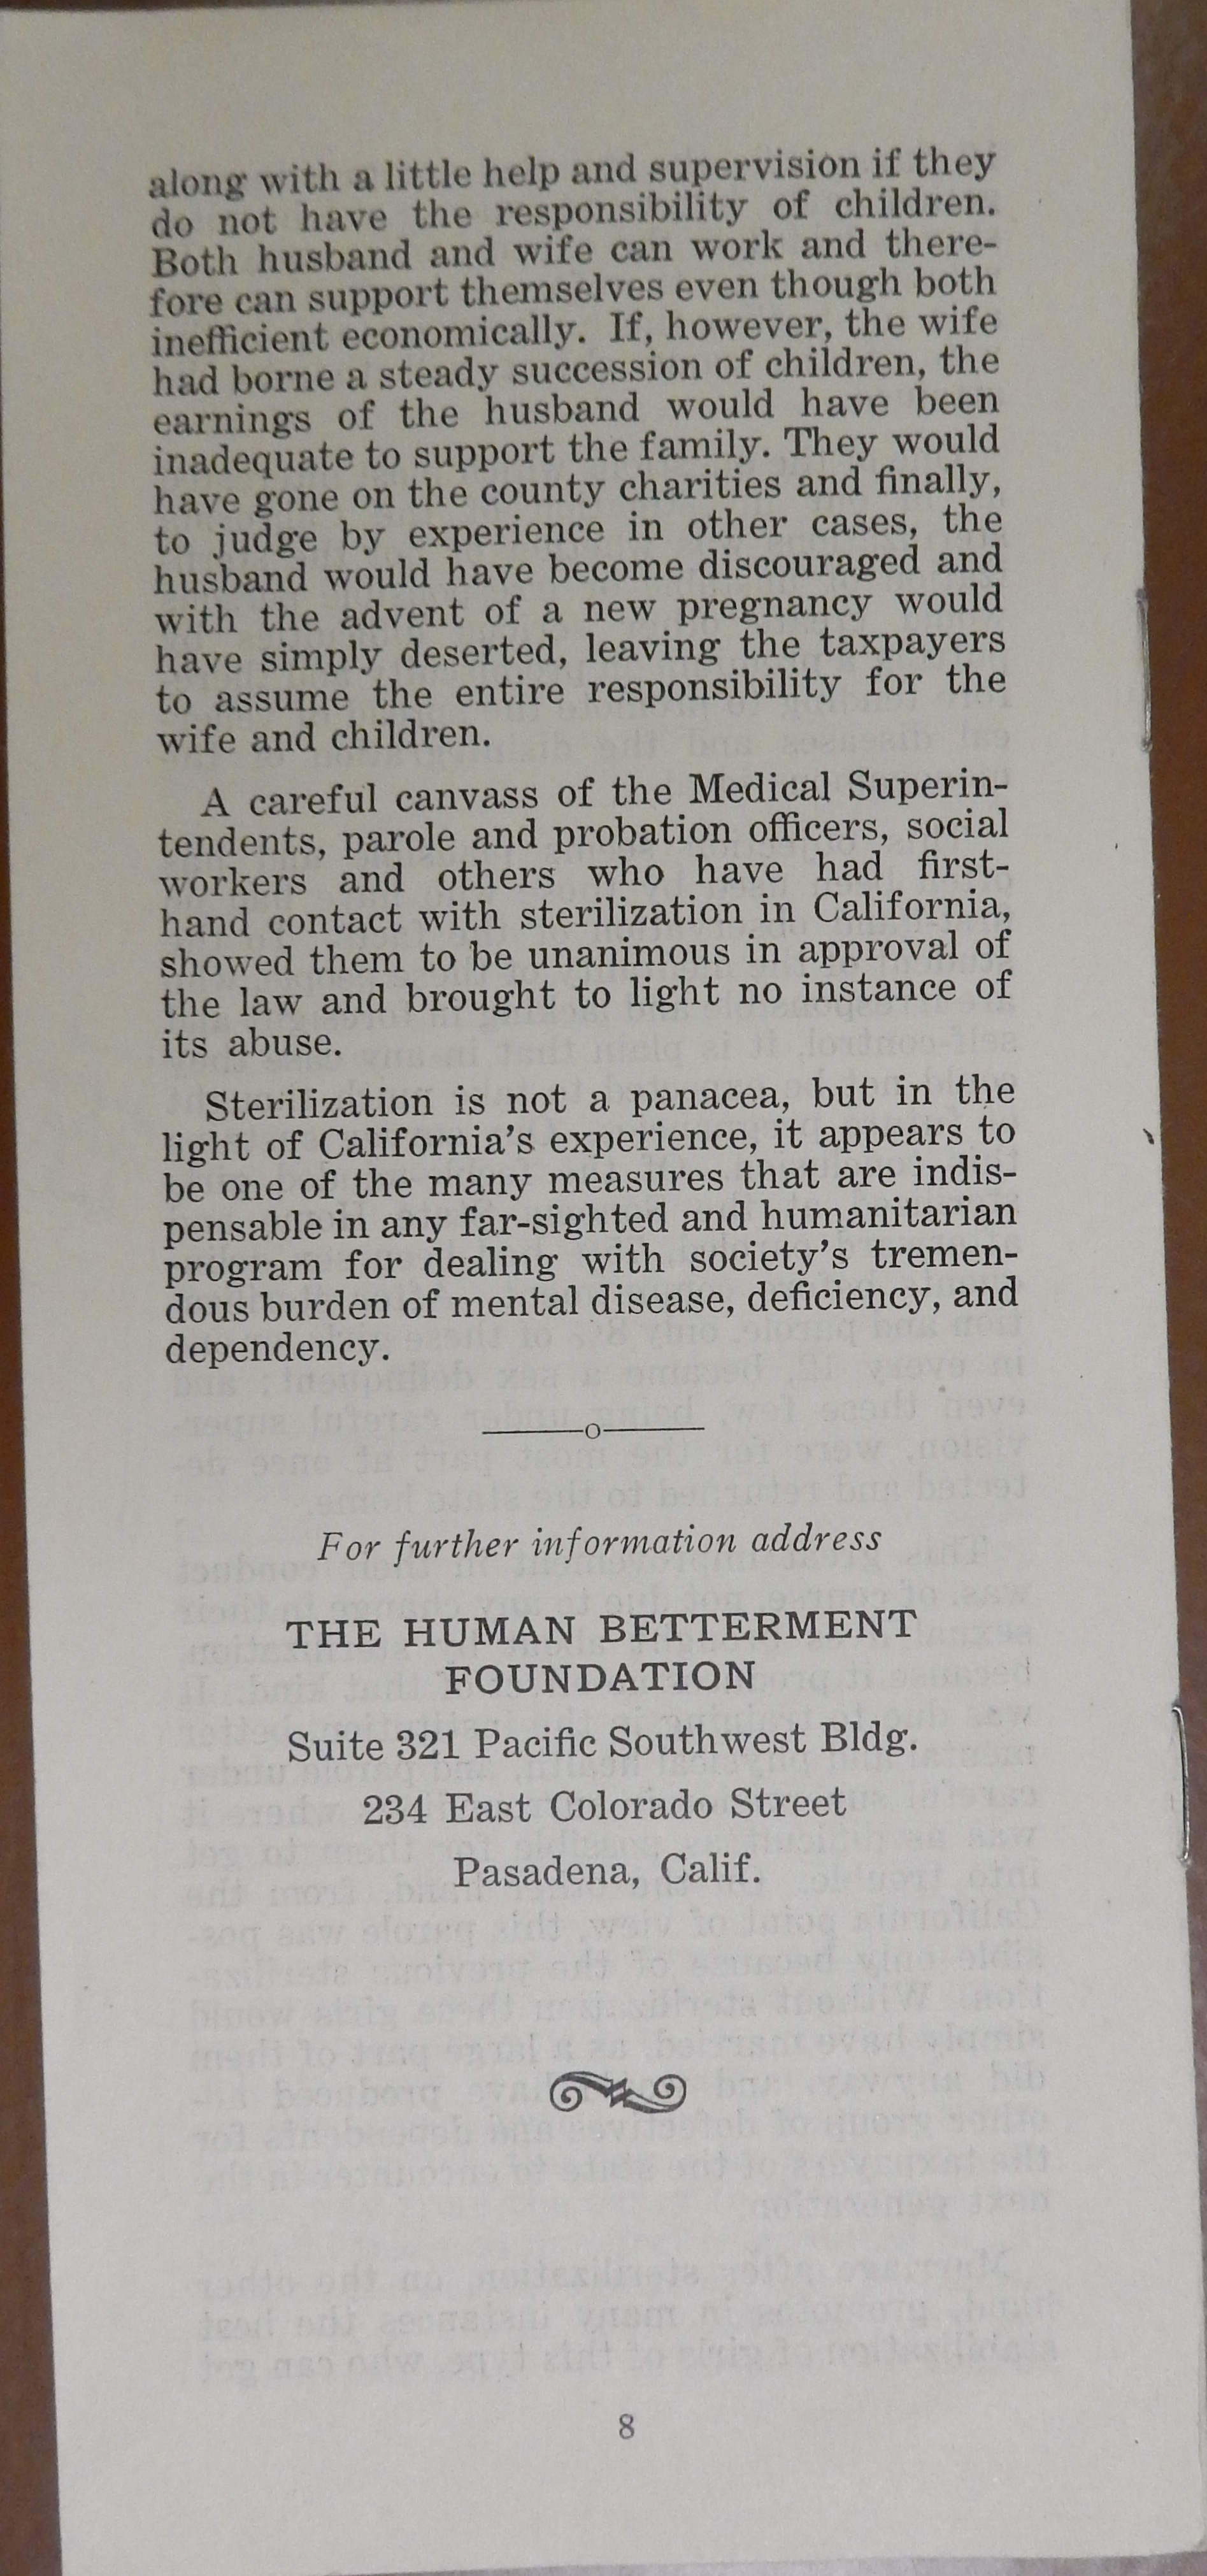 along with a little help and supervision if they
do not have the responsibility of children.
Both husband and wife can work and there-
fore can support themselves even though both
inefficient economically. If, however, the wife
had borne a steady succession of children, the
earnings of the husband would have been
inadequate to support the family. They would
have gone on the county charities and finally,
to judge by experience in other cases, the
husband would have become discouraged and
with the advent of a new pregnancy would
have simply deserted, leaving the taxpayers
to assume the entire responsibility for the
wife and children.
A careful canvass of the Medical Superin-
tendents, parole and probation officers, social
workers and others who have had first-
hand contact with sterilization in California,
showed them to be unanimous in approval of
the law and brought to light no instance of
its abuse.
Sterilization is not a panacea, but in the
light of California's experience, it appears to
be one of the many measures that are indis-
pensable in any far-sighted and humanitarian
program for dealing with society's tremen-
dous burden of mental disease, deficiency, and
dependency.
For further information address
THE HUMAN BETTERMENT
FOUNDATION
Suite 321 Pacific Southwest Bldg.
234 East Colorado Street
Pasadena, Calif.
8